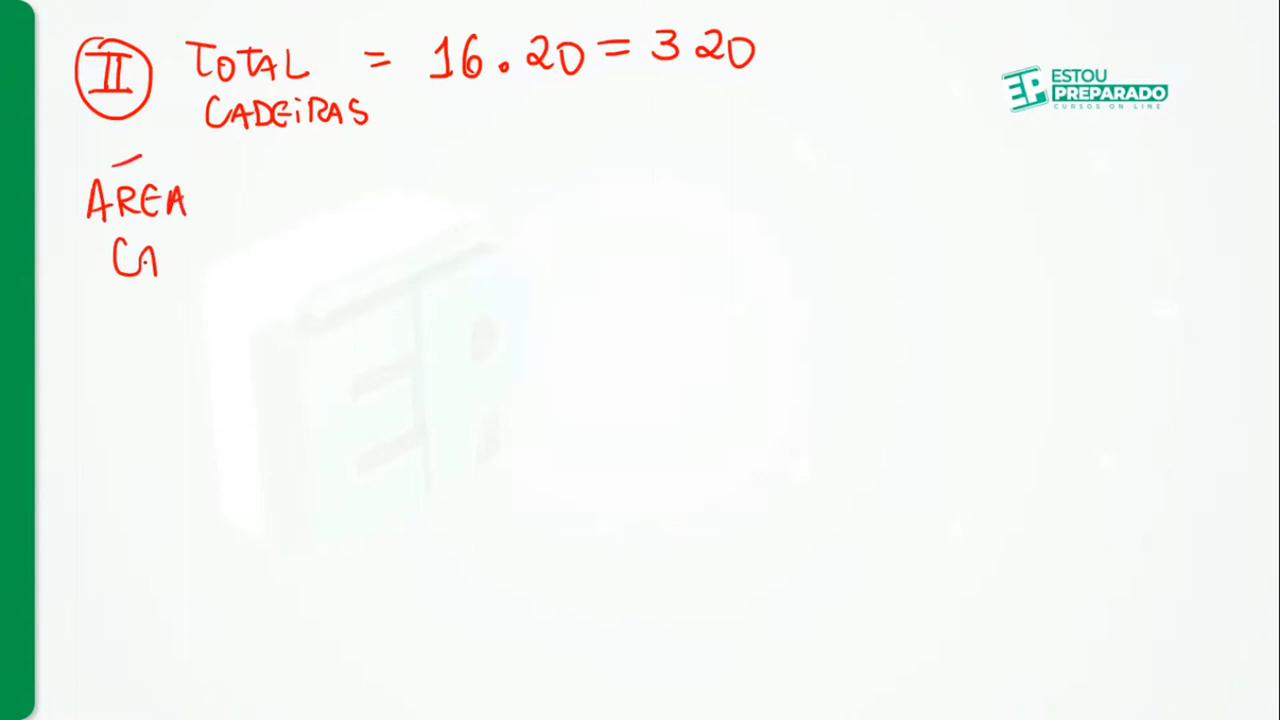 II TOTAL = 16.20 = 320
CADEIRAS
ÁREA
CA
ESTOU
PREPARADO
CURSOS ON LINE